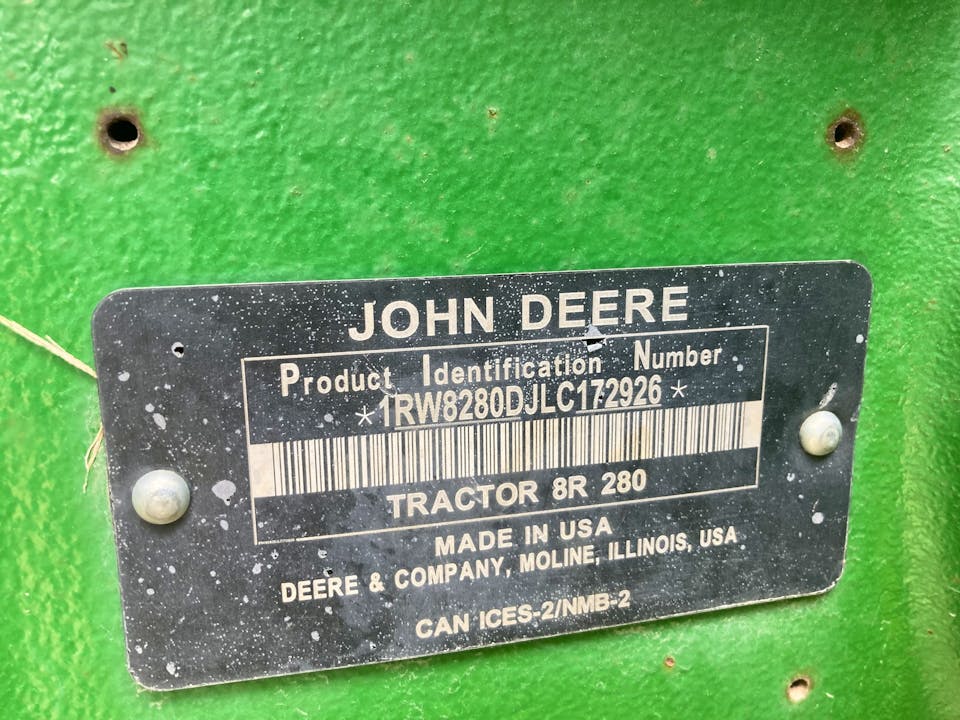 JOHN DEERE
Product Identification Number
*1RW8280DJLC172926*
TRACTOR 8R 280
MADE IN USA
DEERE & COMPANY, MOLINE, ILLINOIS, USA
CAN ICES-2/NMB-2